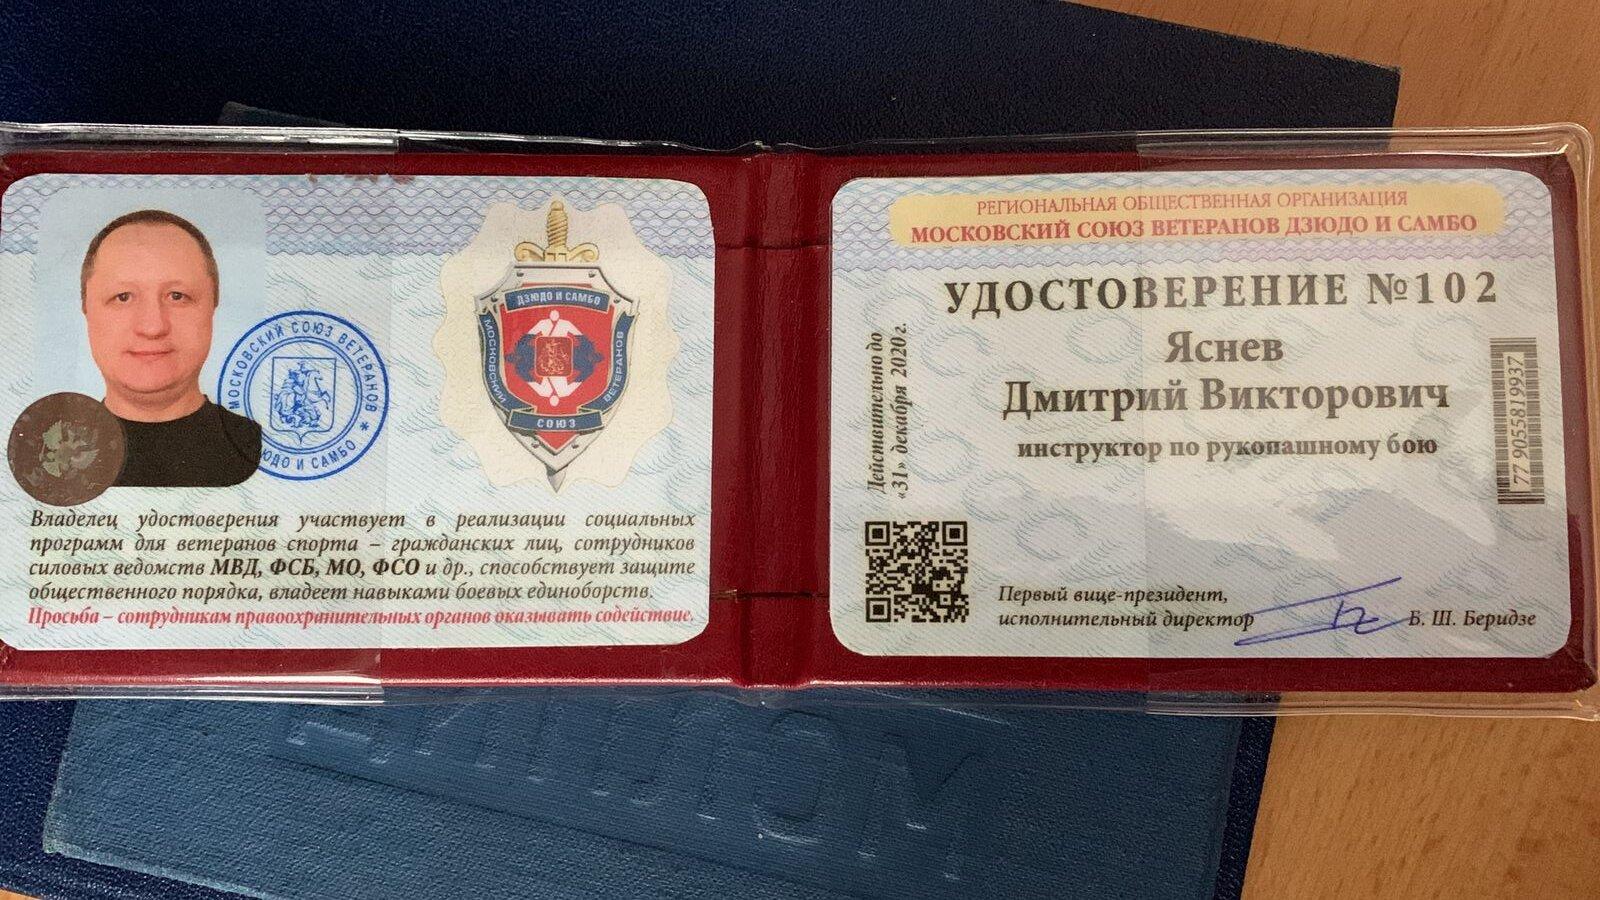 МОСКОВСКИЙ СОЮЗ ВЕТЕРАНОВ
ДЗЮДО И САМБО
ДЗЮДО И САМБО
МОСКОВСКИЙ
ВЕТЕРАНОВ
СОЮЗ
Владелец удостоверения участвует в реализации социальных
программ для ветеранов спорта – гражданских лиц, сотрудников
силовых ведомств МВД, ФСБ, МО, ФСО и др., способствует защите
общественного порядка, владеет навыками боевых единоборств.
Просьба – сотрудникам правоохранительных органов оказывать содействие.
РЕГИОНАЛЬНАЯ ОБЩЕСТВЕННАЯ ОРГАНИЗАЦИЯ
МОСКОВСКИЙ СОЮЗ ВЕТЕРАНОВ ДЗЮДО И САМБО
УДОСТОВЕРЕНИЕ №102
Яснев
Дмитрий Викторович
инструктор по рукопашному бою
Действительно до
«31» декабря 2020г.
77 9055819937
Первый вице-президент,
исполнительный директор
Б. Ш. Беридзе
ДИПЛОМ